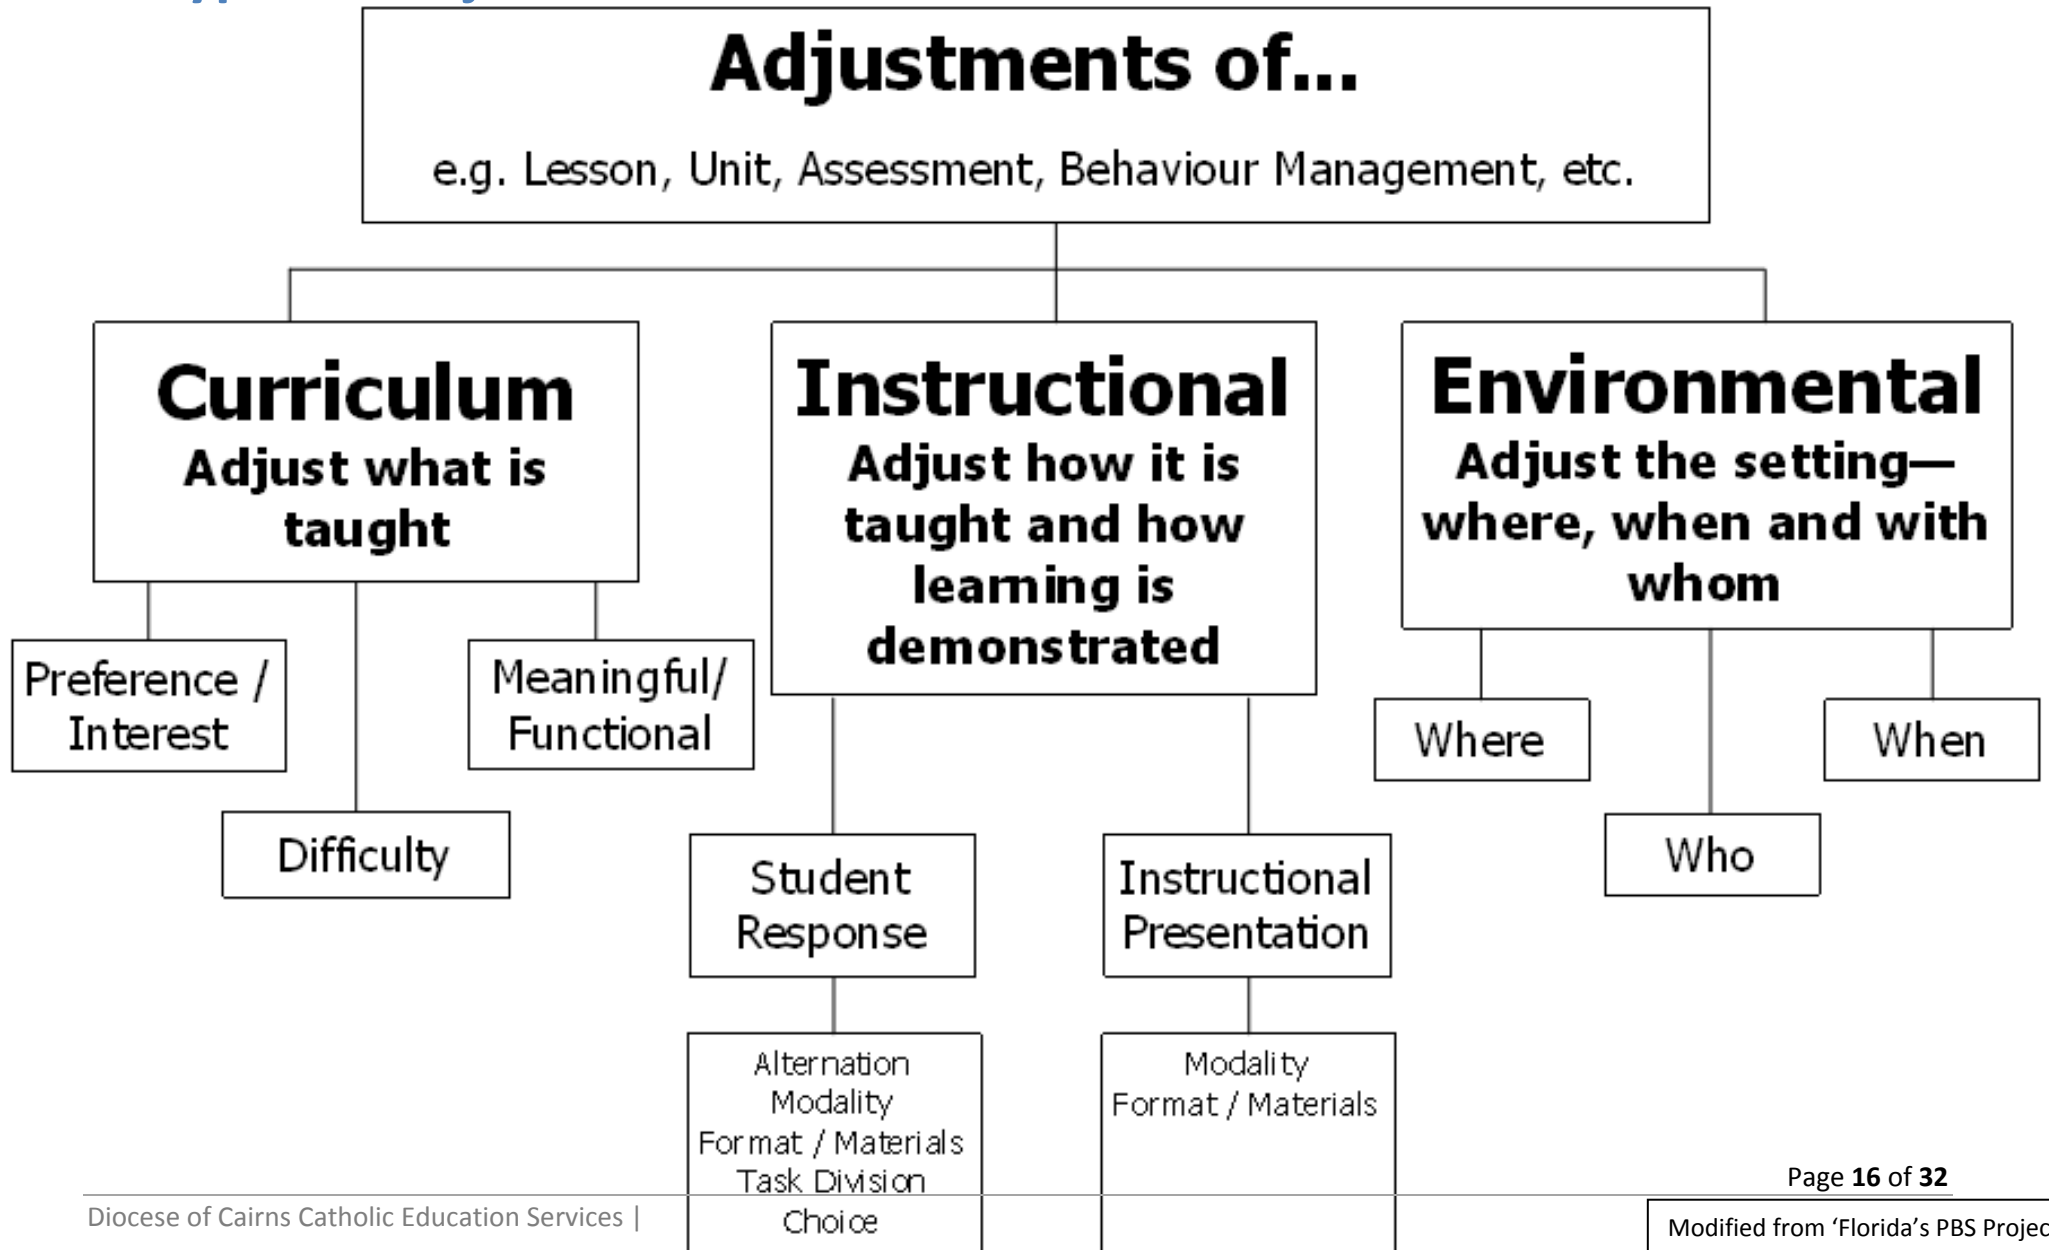 Adjustments of...
e.g. Lesson, Unit, Assessment, Behaviour Management, etc.
Curriculum
Adjust what is
taught
Instructional
Adjust how it is
taught and how
learning is
demonstrated
Environmental
Adjust the setting—
where, when and with
whom
Preference /
Interest
Difficulty
Meaningful/
Functional
Student
Response
Instructional
Presentation
Where
Who
When
Alternation
Modality
Format / Materials
Task Division
Choice
Modality
Format / Materials
Page 16 of 32
Diocese of Cairns Catholic Education Services |
Modified from ‘Florida’s PBS Projec